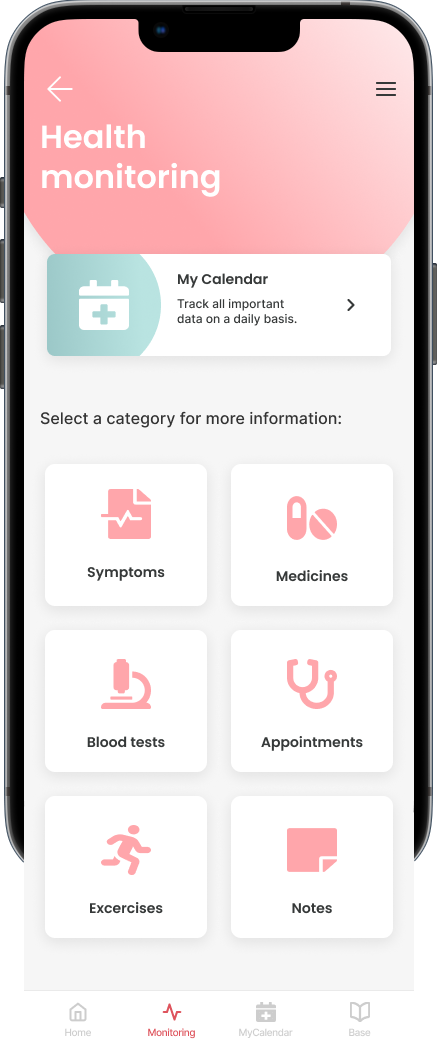 Health
monitoring
My Calendar
Track all important
data on a daily basis.
Select a category for more information:
Symptoms
Medicines
Blood tests
Appointments
Excercises
Notes
Home
Monitoring
MyCalendar
Base